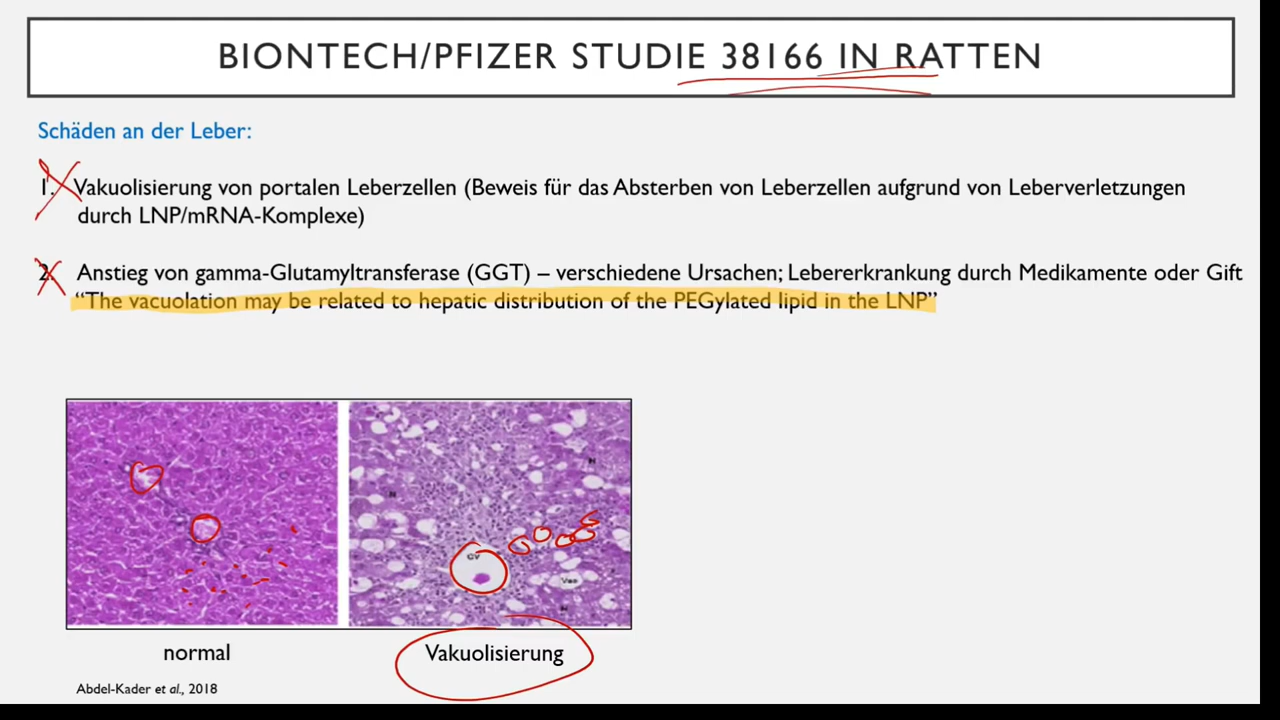 BIONTECH/PFIZER STUDIE 38166 IN RATTEN
Schäden an der Leber:
1. Vakuolisierung von portalen Leberzellen (Beweis für das Absterben von Leberzellen aufgrund von Leberverletzungen
durch LNP/mRNA-Komplexe)
2. Anstieg von gamma-Glutamyltransferase (GGT) – verschiedene Ursachen; Lebererkrankung durch Medikamente oder Gift
“The vacuolation may be related to hepatic distribution of the PEGylated lipid in the LNP”
CV
Vac
normal
Vakuolisierung
Abdel-Kader et al., 2018